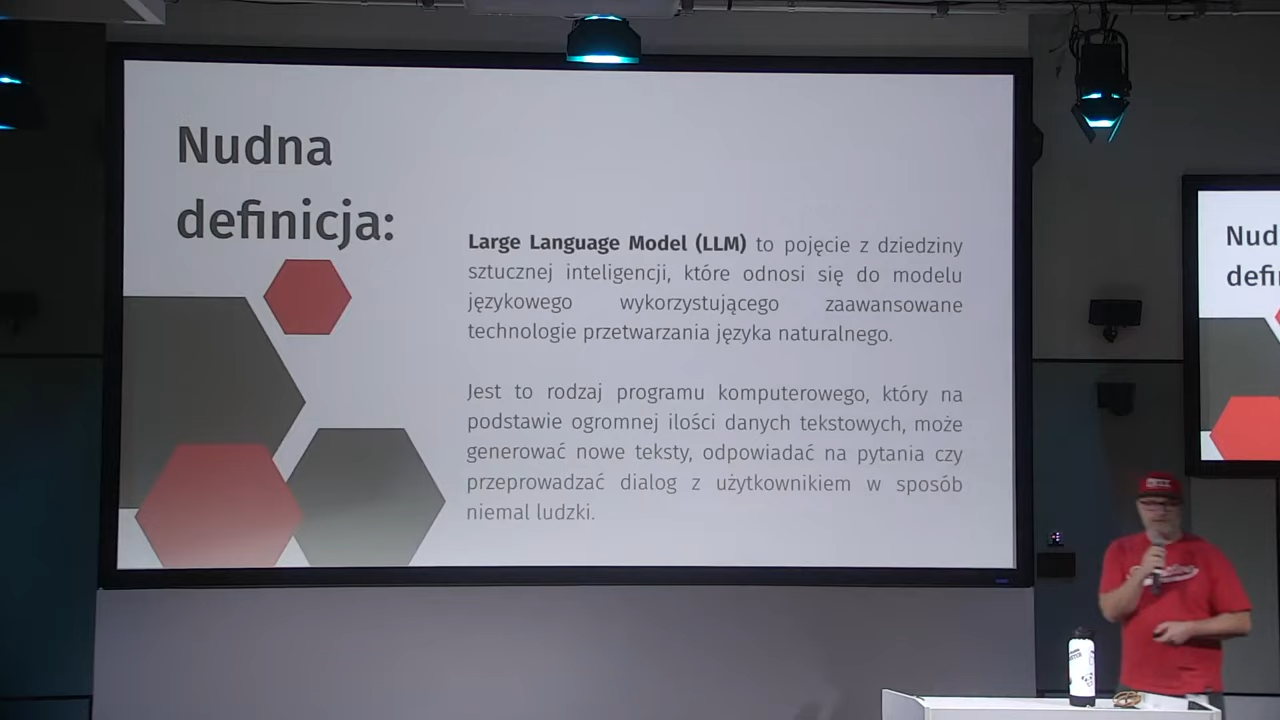 Nudna
definicja:
Large Language Model (LLM) to pojęcie z dziedziny
sztucznej inteligencji, które odnosi się do modelu
językowego wykorzystującego zaawansowane
technologie przetwarzania języka naturalnego.
Jest to rodzaj programu komputerowego, który na
podstawie ogromnej ilości danych tekstowych, może
generować nowe teksty, odpowiadać na pytania czy
przeprowadzać dialog z użytkownikiem w sposób
niemal ludzki.
Nud
defi